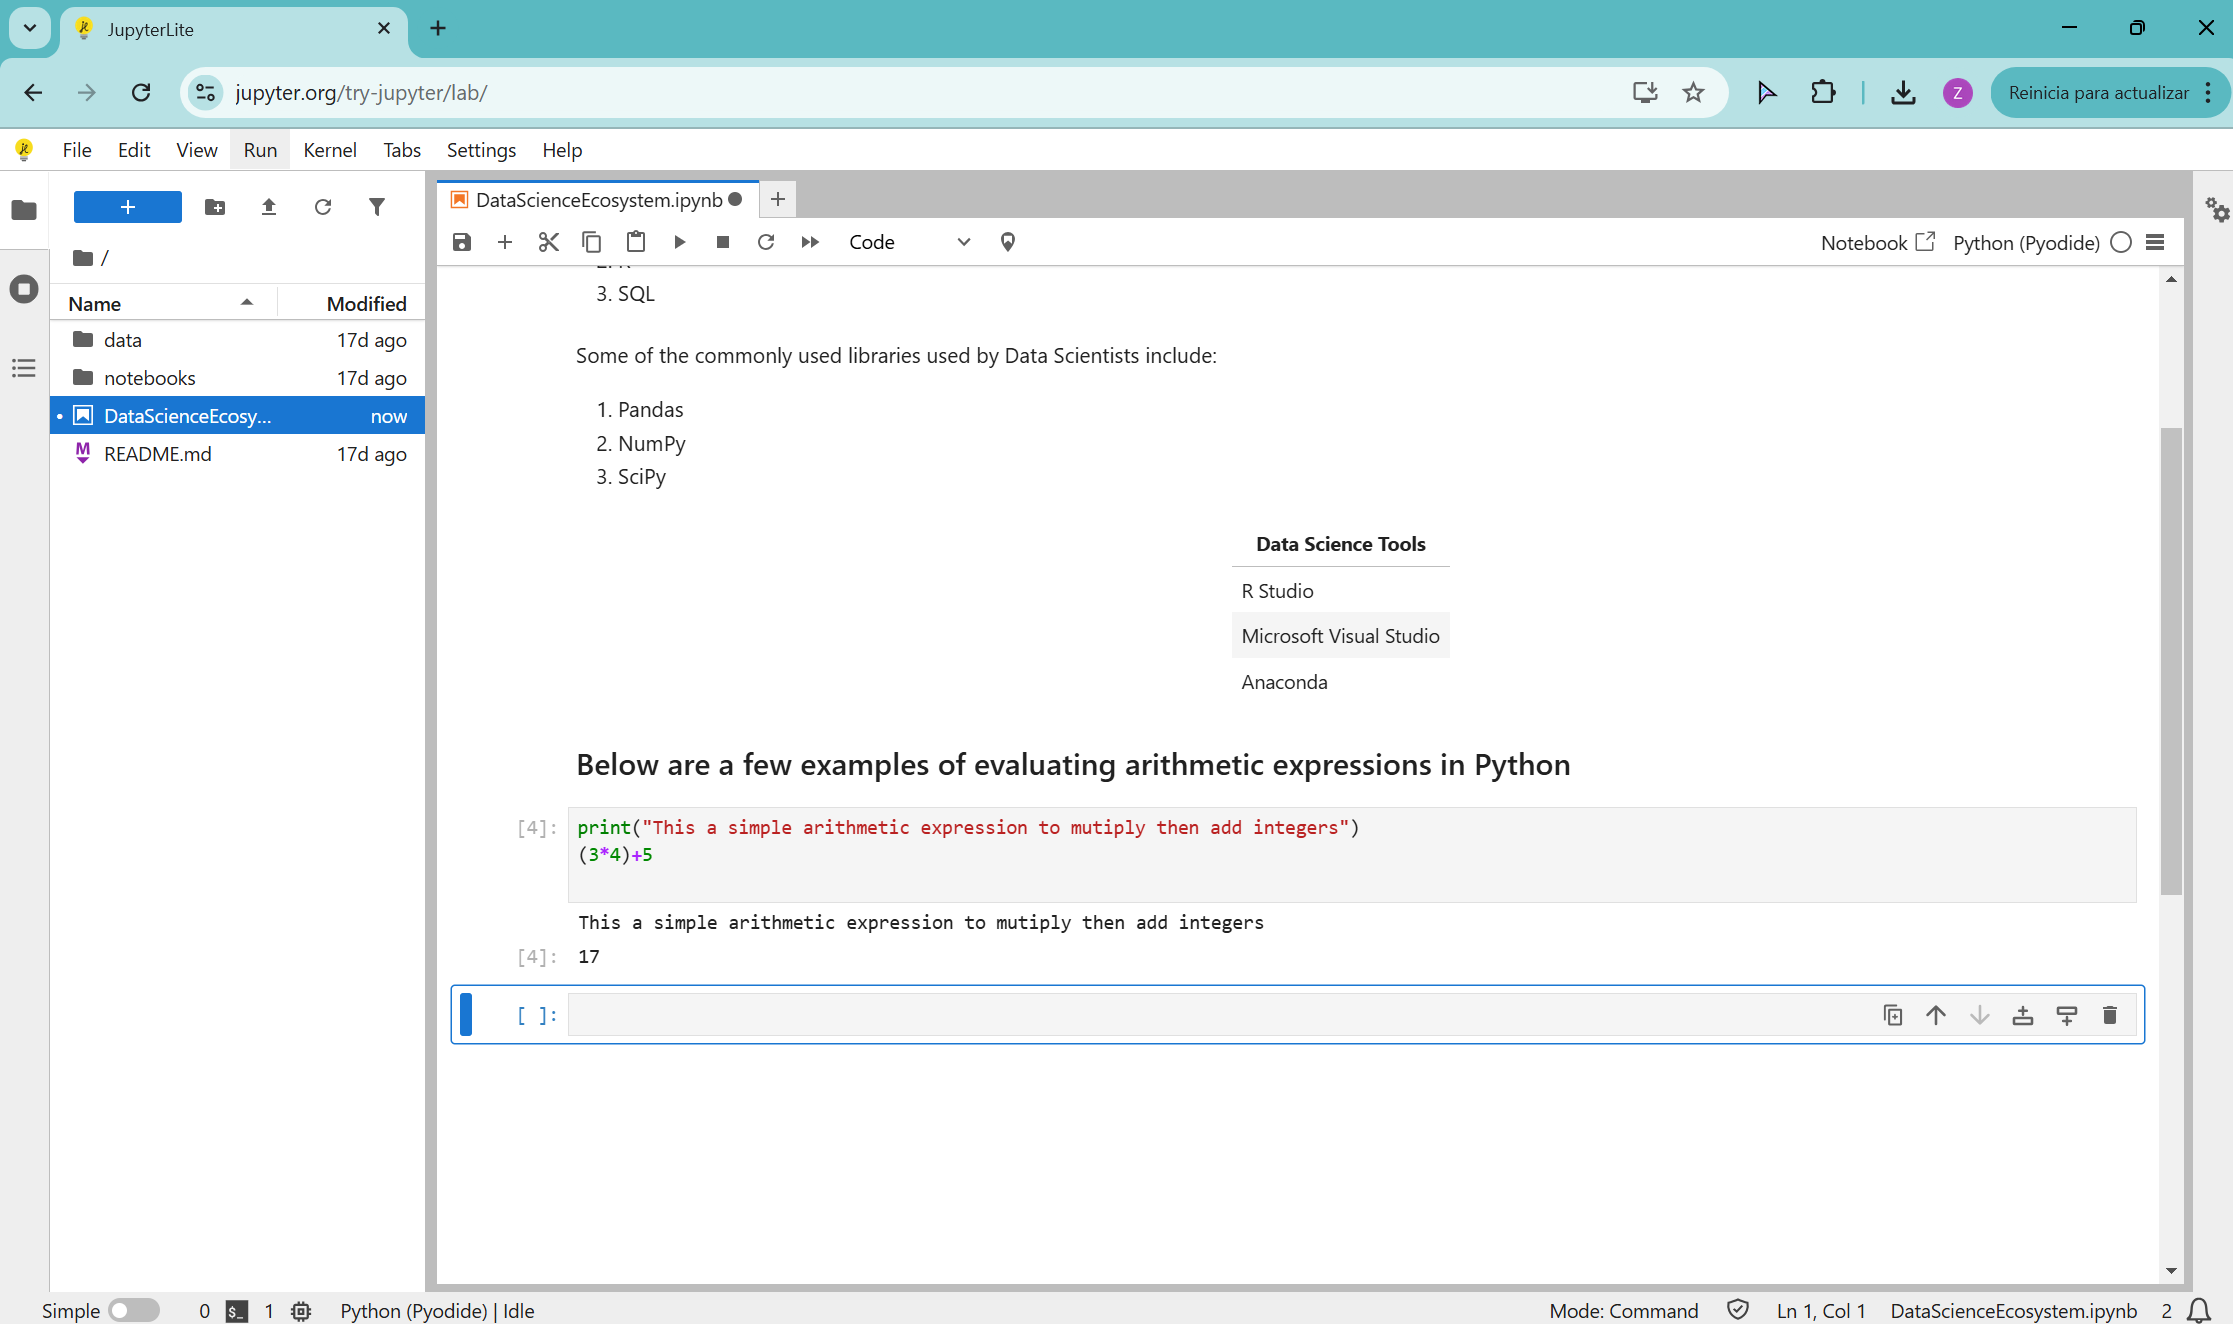 JupyterLite
jupyter.org/try-jupyter/lab/
Z
Reinicia para actualizar
File Edit View Run Kernel Tabs Settings Help
DataScienceEcosystem.ipynb
Code
Notebook
Python (Pyodide)
/
Name Modified
data 17d ago
notebooks 17d ago
DataScienceEcosy... now
README.md 17d ago
3. SQL
Some of the commonly used libraries used by Data Scientists include:
1. Pandas
2. NumPy
3. SciPy
Data Science Tools
R Studio
Microsoft Visual Studio
Anaconda
Below are a few examples of evaluating arithmetic expressions in Python
[4]: print("This a simple arithmetic expression to mutiply then add integers")
(3*4)+5
This a simple arithmetic expression to mutiply then add integers
[4]: 17
[ ]:
Simple 0 $_ 1 Python (Pyodide) | Idle Mode: Command Ln 1, Col 1 DataScienceEcosystem.ipynb 2